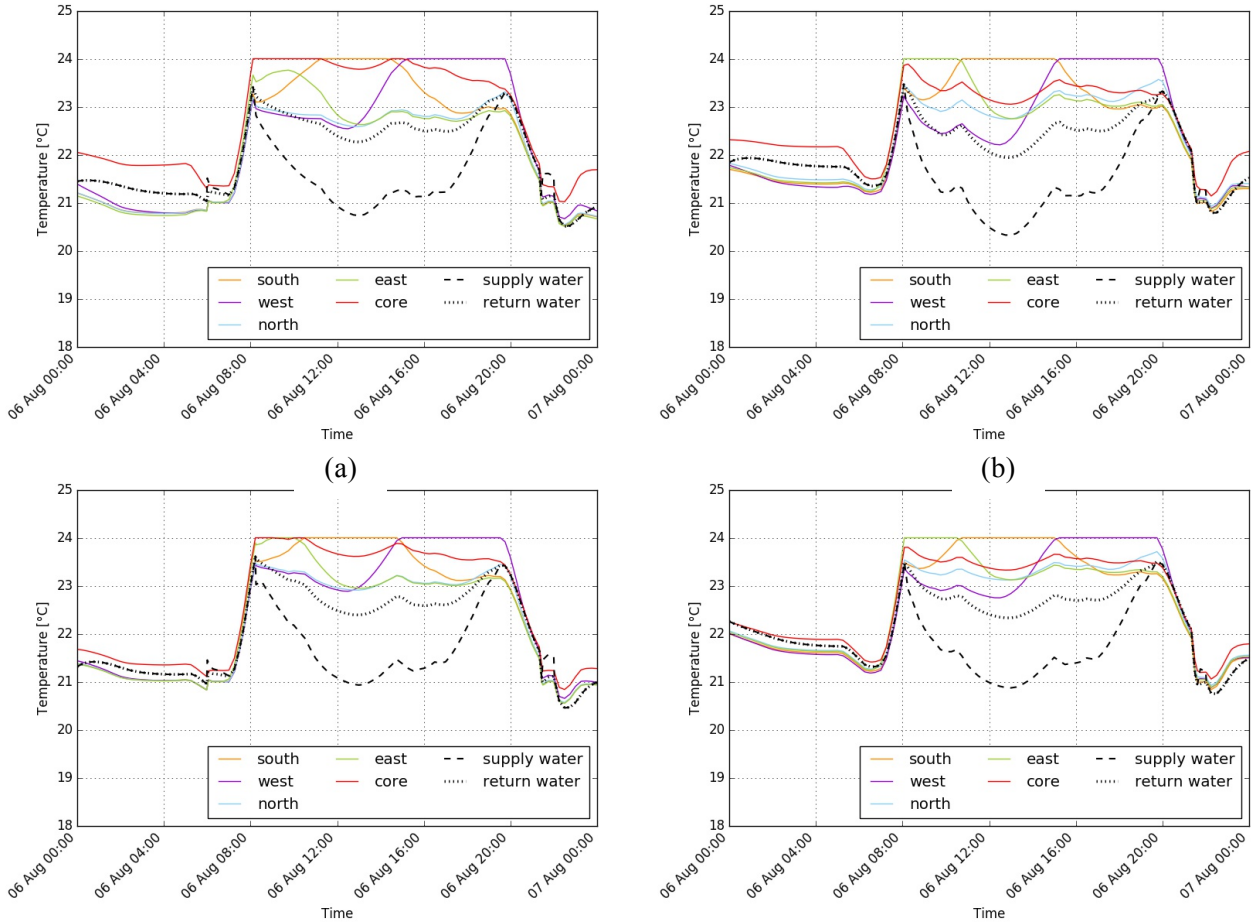 25
24
23
22
21
20
19
18
Temperature [°C]
south
east
supply water
west
core
return water
north
06 Aug 00:00
06 Aug 04:00
06 Aug 08:00
06 Aug 12:00
06 Aug 16:00
06 Aug 20:00
07 Aug 00:00
Time
(a)
25
24
23
22
21
20
19
18
Temperature [°C]
south
east
supply water
west
core
return water
north
06 Aug 00:00
06 Aug 04:00
06 Aug 08:00
06 Aug 12:00
06 Aug 16:00
06 Aug 20:00
07 Aug 00:00
Time
(b)
25
24
23
22
21
20
19
18
Temperature [°C]
south
east
supply water
west
core
return water
north
06 Aug 00:00
06 Aug 04:00
06 Aug 08:00
06 Aug 12:00
06 Aug 16:00
06 Aug 20:00
07 Aug 00:00
Time
25
24
23
22
21
20
19
18
Temperature [°C]
south
east
supply water
west
core
return water
north
06 Aug 00:00
06 Aug 04:00
06 Aug 08:00
06 Aug 12:00
06 Aug 16:00
06 Aug 20:00
07 Aug 00:00
Time